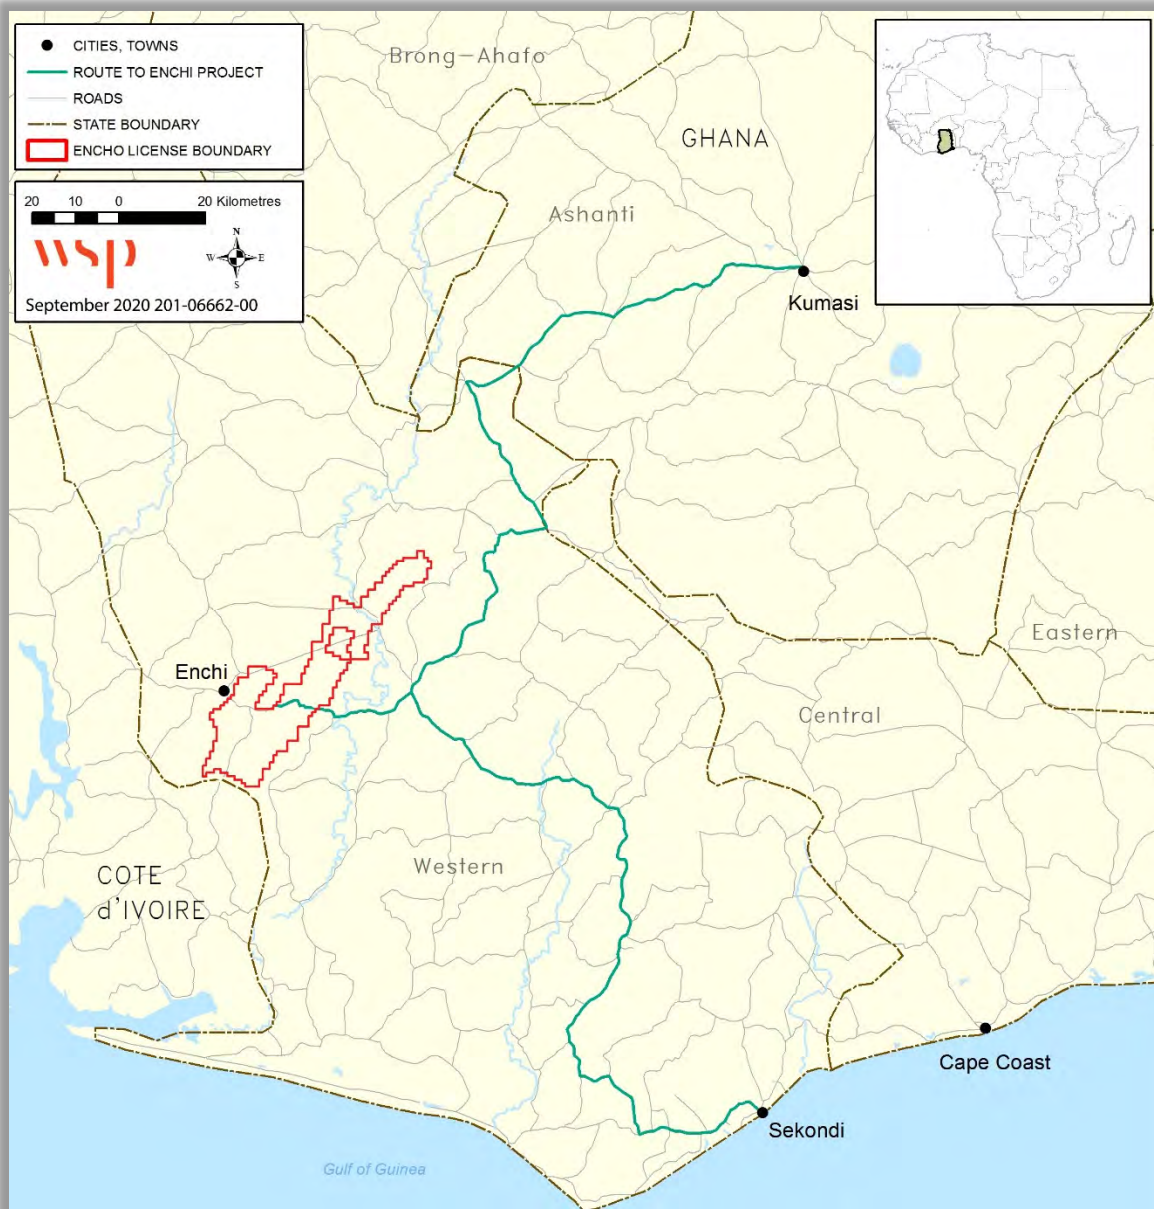 CITIES, TOWNS
ROUTE TO ENCHI PROJECT
ROADS
STATE BOUNDARY
ENCHO LICENSE BOUNDARY
20 10 0 20 Kilometres
wsp
N
W E
S
September 2020 201-06662-00
Brong-Ahafo
GHANA
Ashanti
Kumasi
Eastern
Enchi
Central
Western
COTE
d'IVOIRE
Cape Coast
Sekondi
Gulf of Guinea